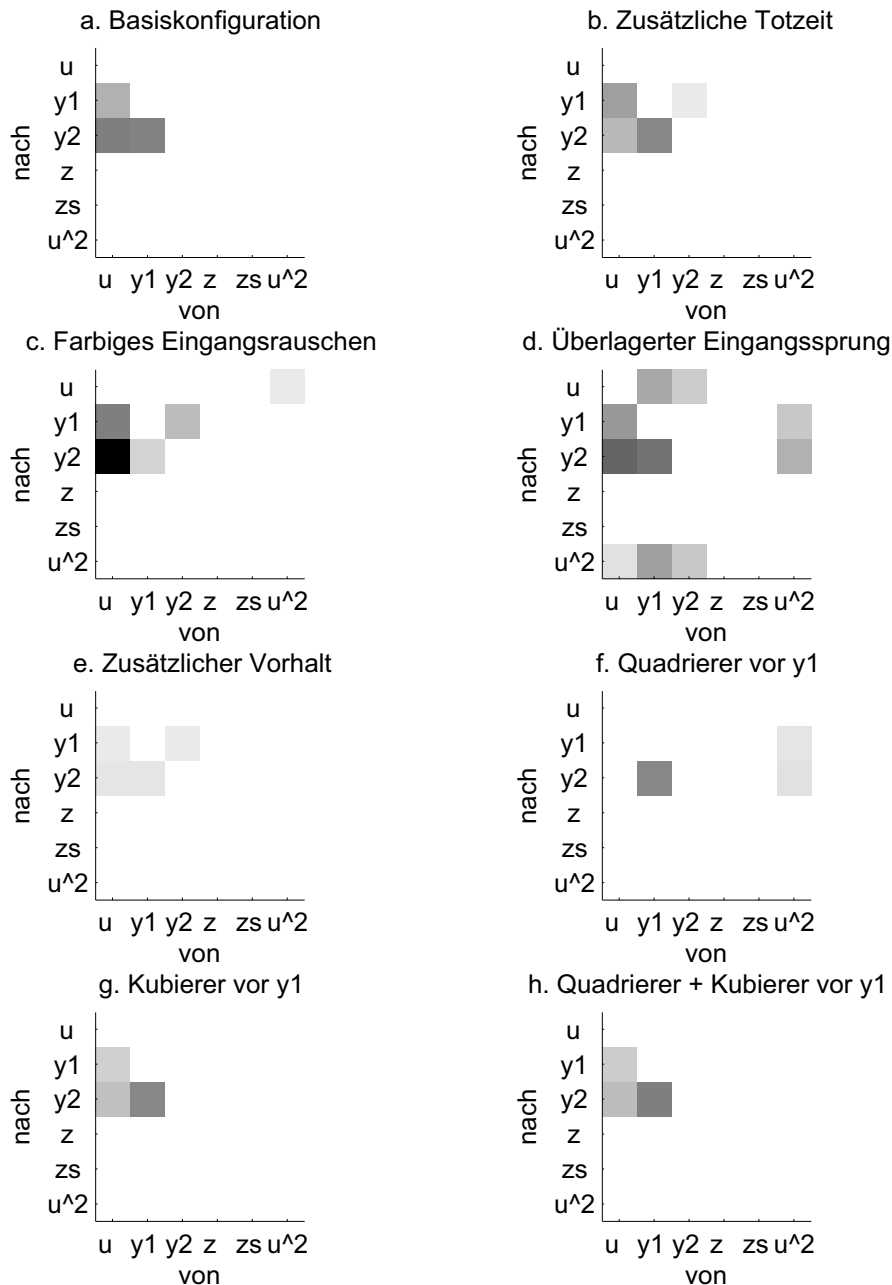 a. Basiskonfiguration
u
y1
y2
z
zs
u^2
nach
u y1 y2 z zs u^2
von
b. Zusätzliche Totzeit
u
y1
y2
z
zs
u^2
nach
u y1 y2 z zs u^2
von
c. Farbiges Eingangsrauschen
u
y1
y2
z
zs
u^2
nach
u y1 y2 z zs u^2
von
d. Überlagerter Eingangssprung
u
y1
y2
z
zs
u^2
nach
u y1 y2 z zs u^2
von
e. Zusätzlicher Vorhalt
u
y1
y2
z
zs
u^2
nach
u y1 y2 z zs u^2
von
f. Quadrierer vor y1
u
y1
y2
z
zs
u^2
nach
u y1 y2 z zs u^2
von
g. Kubierer vor y1
u
y1
y2
z
zs
u^2
nach
u y1 y2 z zs u^2
von
h. Quadrierer + Kubierer vor y1
u
y1
y2
z
zs
u^2
nach
u y1 y2 z zs u^2
von